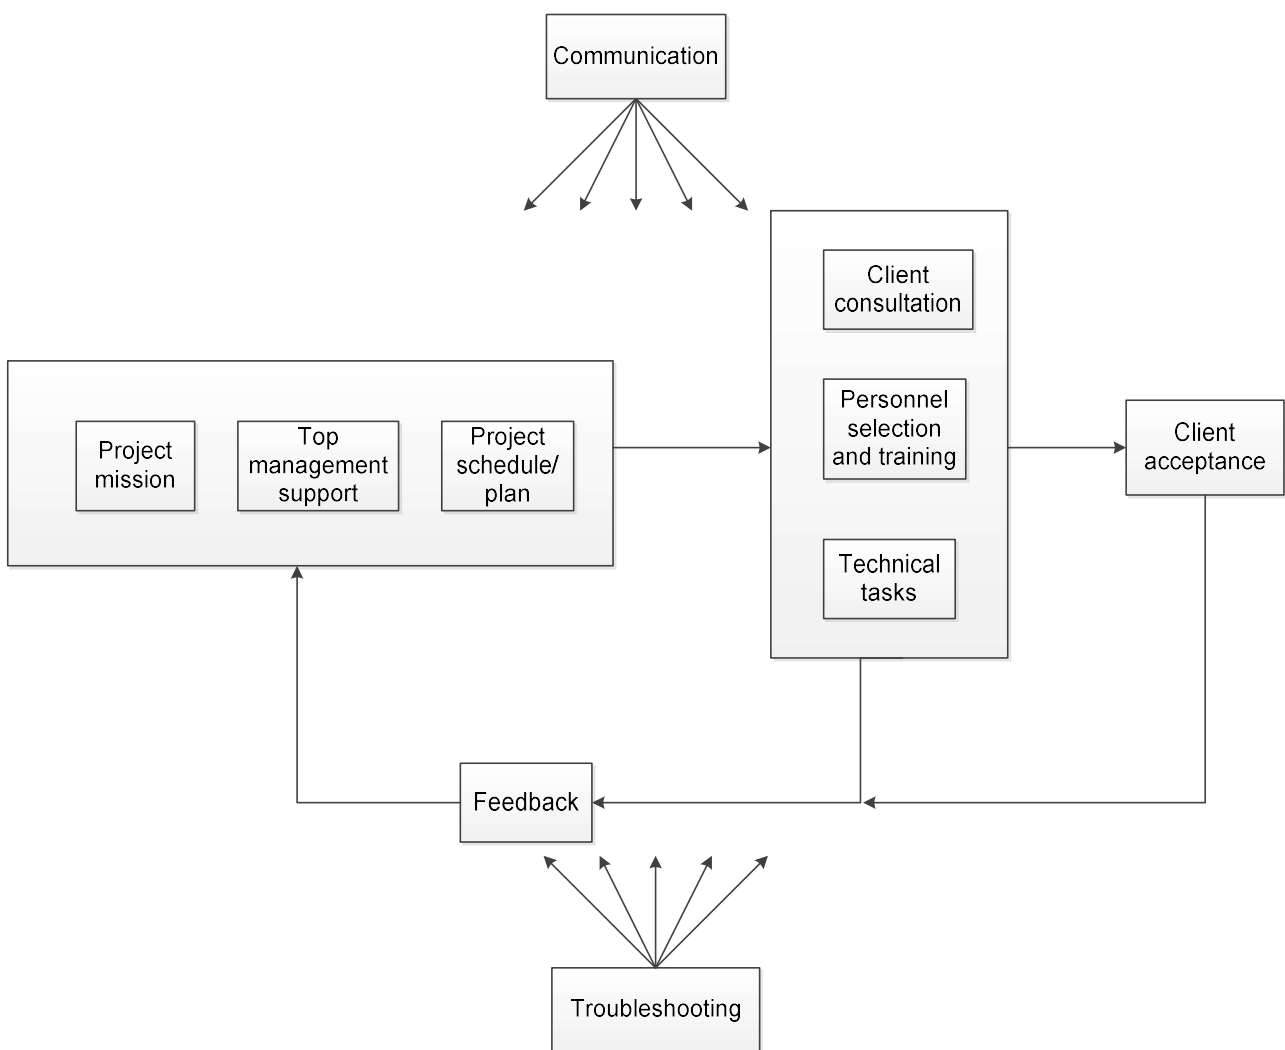 Communication
Client
consultation
Project
mission
Top
management
support
Project
schedule/
plan
Personnel
selection
and training
Client
acceptance
Technical
tasks
Feedback
Troubleshooting